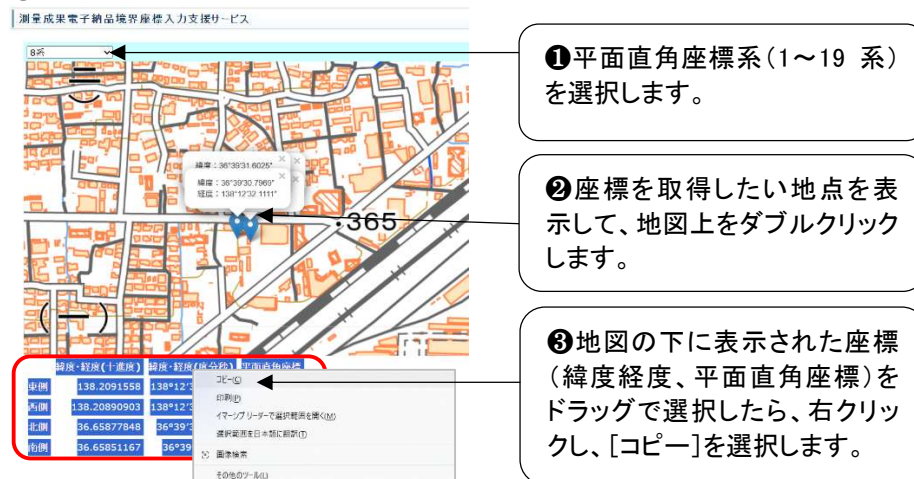 測量成果電子納品境界座標入力支援サービス
8系
❶平面直角座標系(1～19 系)
を選択します。
緯度：36°39'31.6025"
緯度：36°39'30.7969"
経度：138°12'32.1111"
❷座標を取得したい地点を表
示して、地図上をダブルクリック
します。
・365
❸地図の下に表示された座標
(緯度経度、平面直角座標)を
ドラッグで選択したら、右クリッ
クし、[コピー]を選択します。
緯度・経度(十進度) 緯度・経度(度分秒) 平面直角座標
東側 138.2091558 138°12'3
西側 138.20890903 138°12'3
北側 36.65877848 36°39'3
南側 36.65851167 36°39
コピー(C)
印刷(P)
イマーシブ リーダーで選択範囲を開く(M)
選択範囲を日本語に翻訳(T)
画像検索
その他のツール(L)